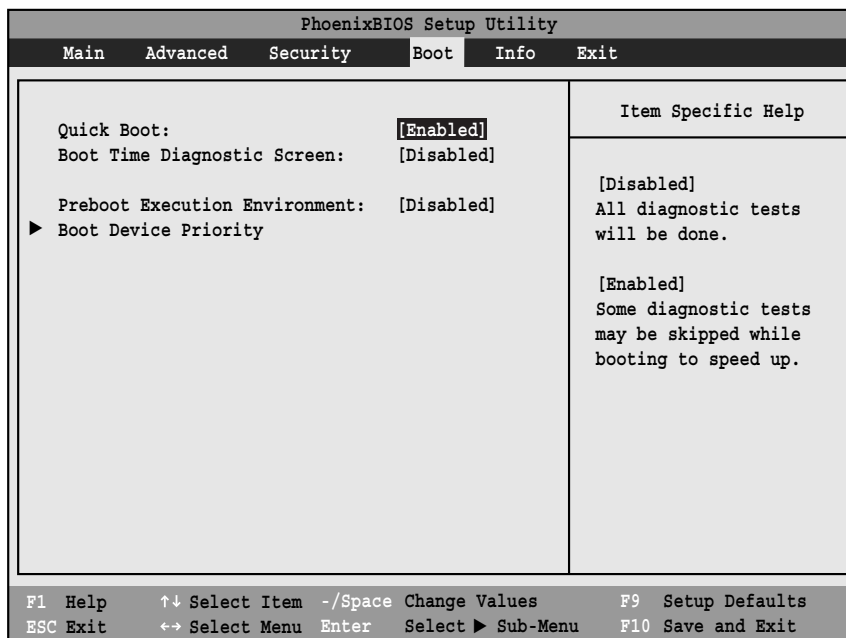 PhoenixBIOS Setup Utility
Main Advanced Security Boot Info Exit
Quick Boot: [Enabled]
Boot Time Diagnostic Screen: [Disabled]
Preboot Execution Environment: [Disabled]
▶ Boot Device Priority
Item Specific Help
[Disabled]
All diagnostic tests
will be done.
[Enabled]
Some diagnostic tests
may be skipped while
booting to speed up.
F1 Help ↑↓ Select Item -/Space Change Values F9 Setup Defaults
ESC Exit ←→ Select Menu Enter Select ▶ Sub-Menu F10 Save and Exit